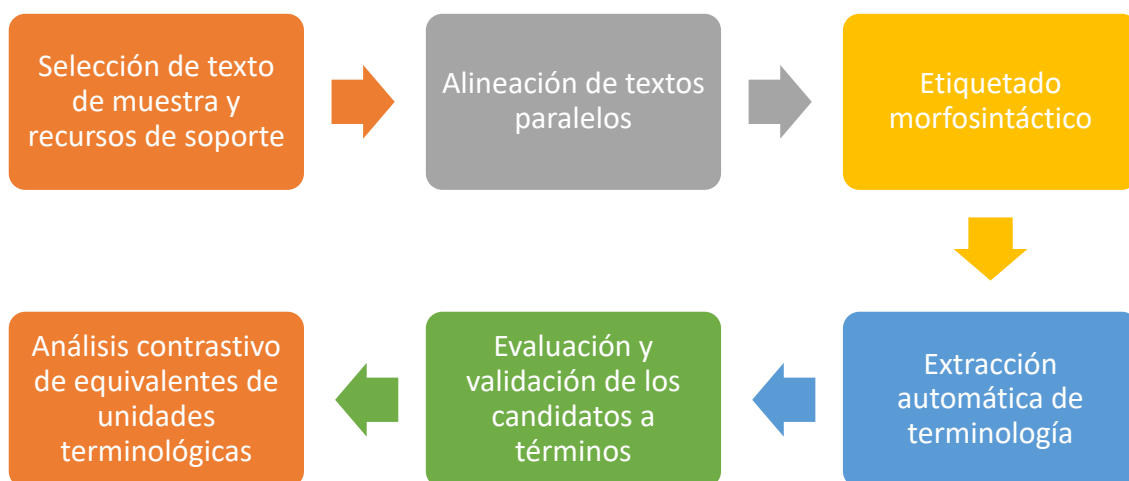 Selección de texto
de muestra y
recursos de soporte
Alineación de textos
paralelos
Etiquetado
morfosintáctico
Extracción
automática de
terminología
Evaluación y
validación de los
candidatos a
términos
Análisis contrastivo
de equivalentes de
unidades
terminológicas